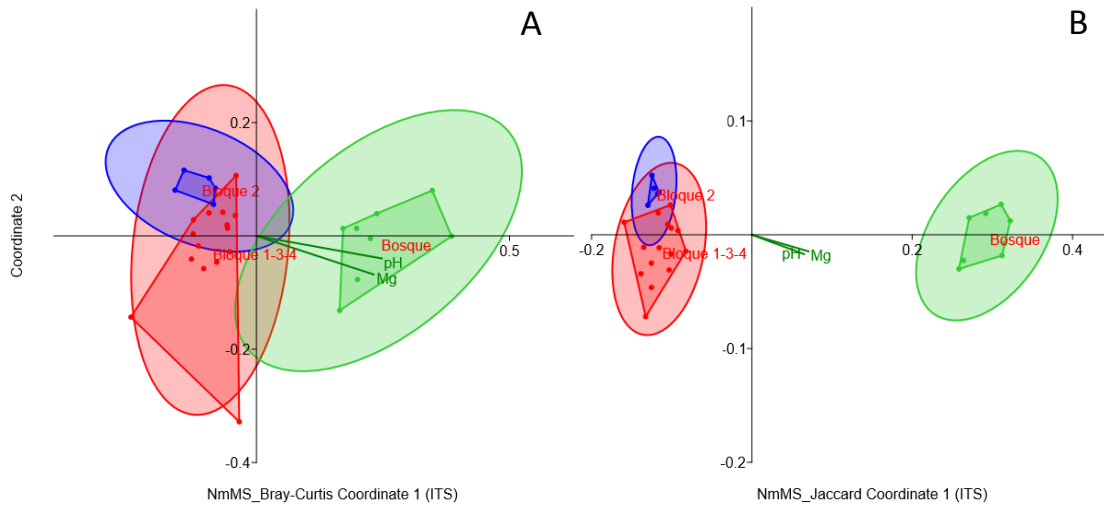 A
B
0.2
-0.2
-0.4
0.5
Coordinate 2
Bloque 2
Bloque 1-3-4
Bosque
pH
Mg
NmMS_Bray-Curtis Coordinate 1 (ITS)
0.1
-0.1
-0.2
-0.2
0.2
0.4
Bloque 2
Bloque 1-3-4
Bosque
pH
Mg
NmMS_Jaccard Coordinate 1 (ITS)